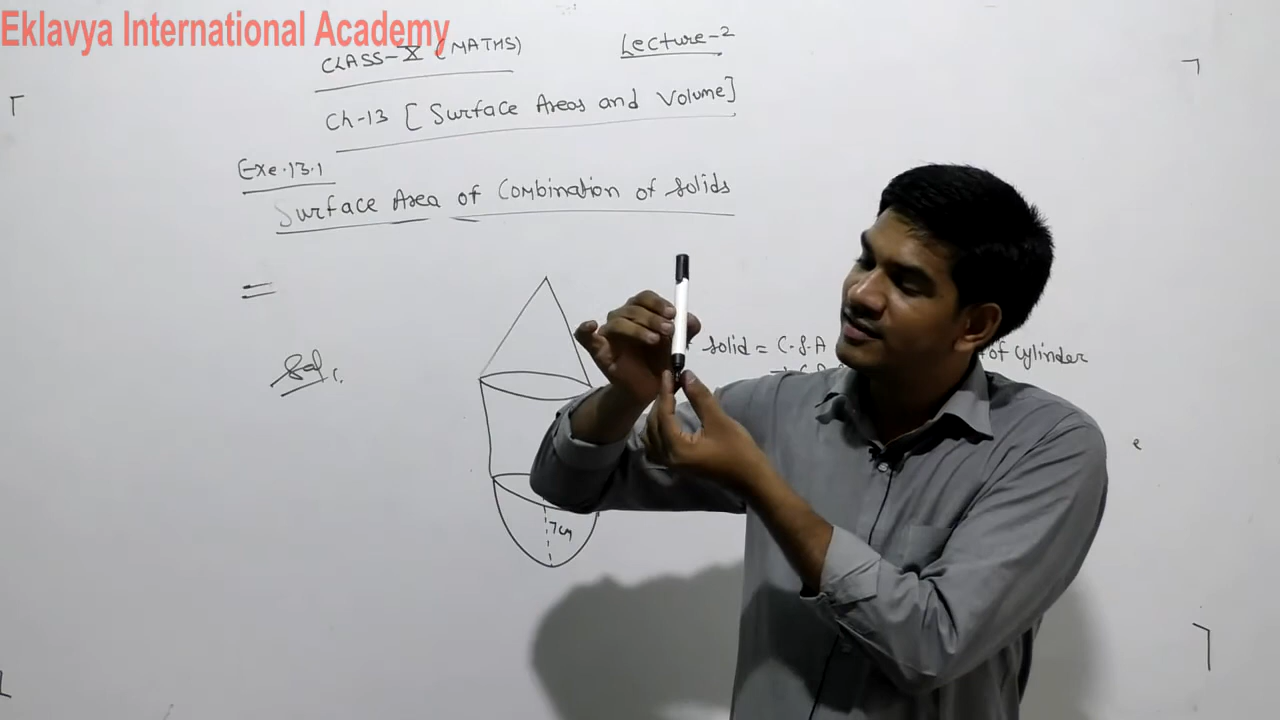 Eklavya International Academy
CLASS-X (MATHS)
Lecture-2
Ch-13 [Surface Areas and Volume]
Exe.13.1
Surface Area of Combination of Solids
=
Sol.
Solid = C.S.A of Cylinder
7cm